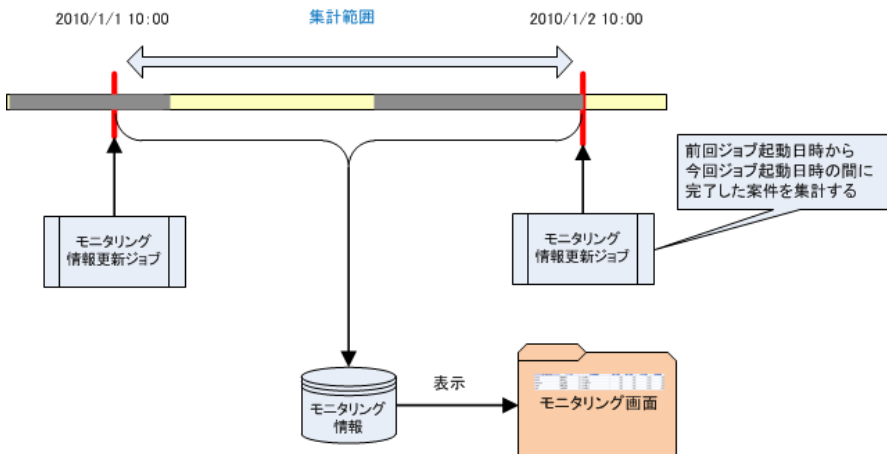 2010/1/1 10:00
集計範囲
2010/1/2 10:00
前回ジョブ起動日時から
今回ジョブ起動日時の間に
完了した案件を集計する
モニタリング
情報更新ジョブ
モニタリング
情報更新ジョブ
表示
モニタリング
情報
モニタリング画面